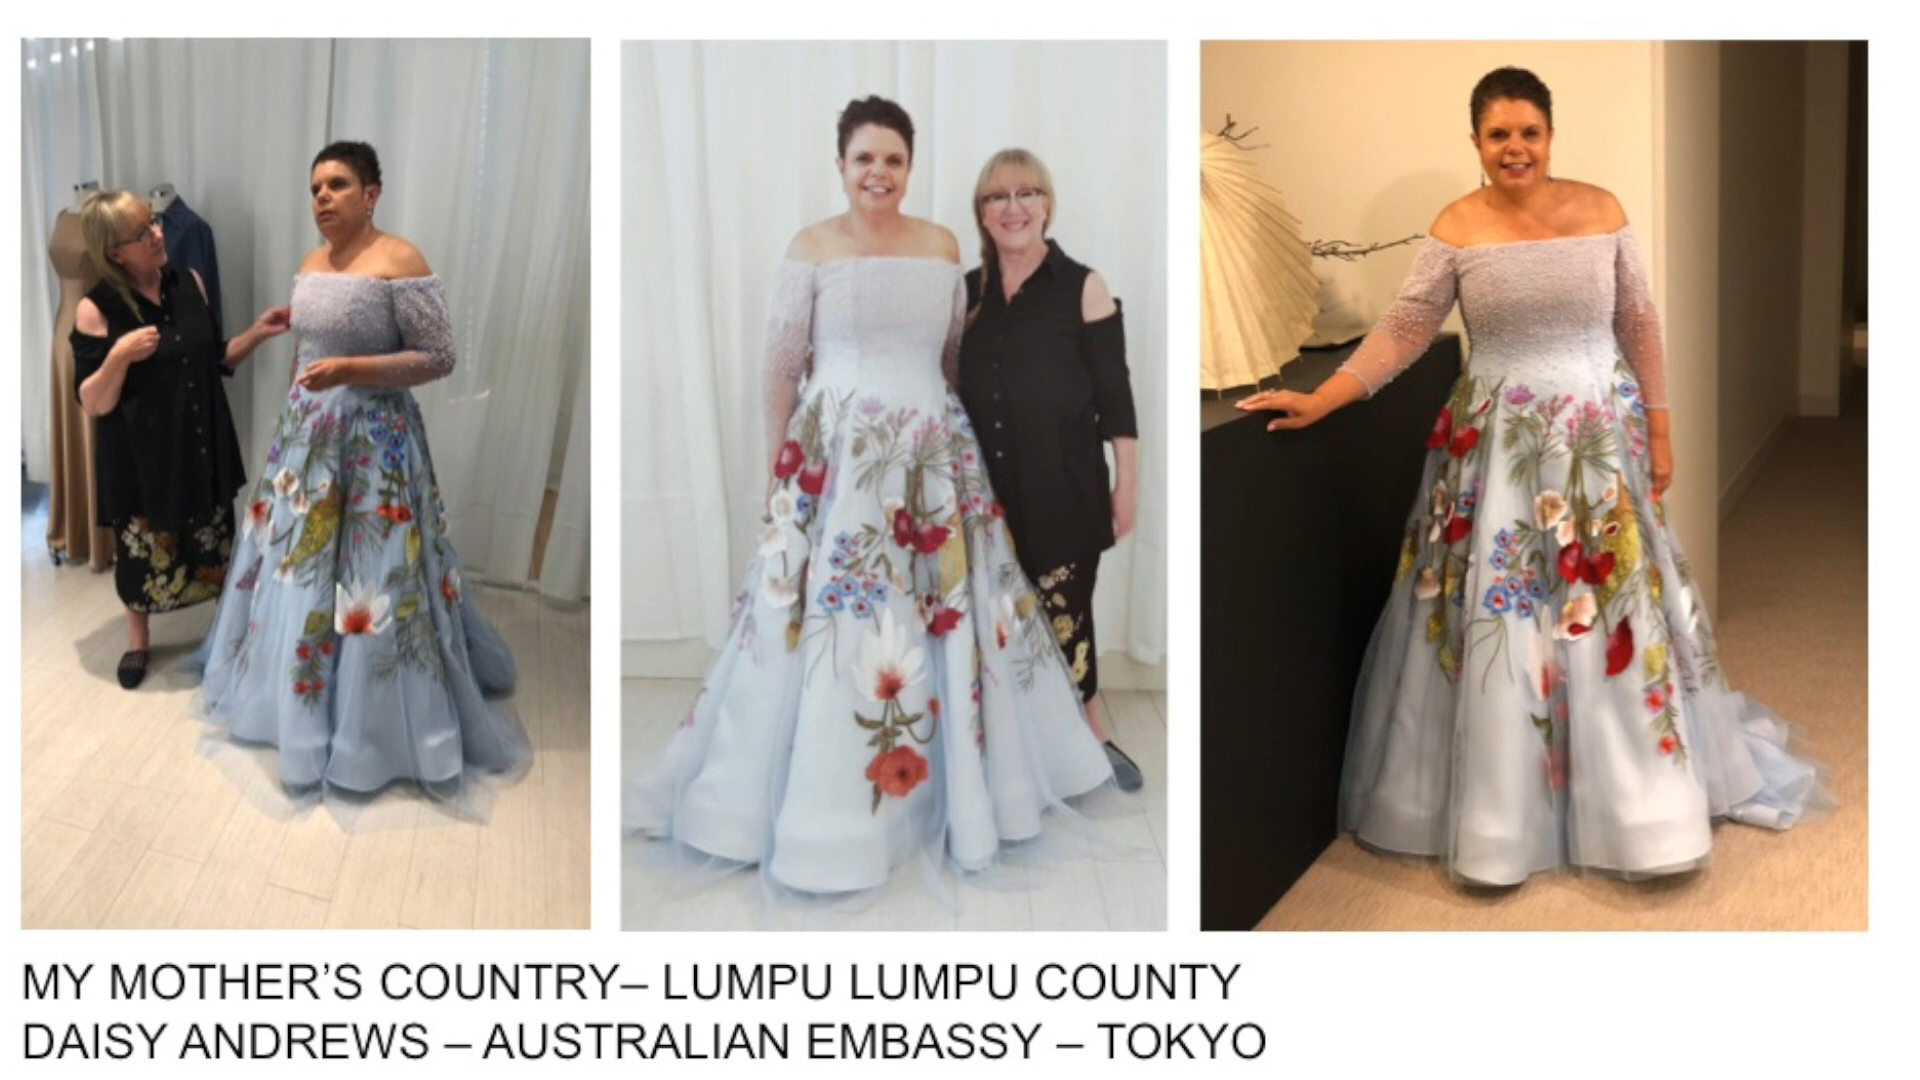 MY MOTHER’S COUNTRY– LUMPU LUMPU COUNTY
DAISY ANDREWS – AUSTRALIAN EMBASSY – TOKYO